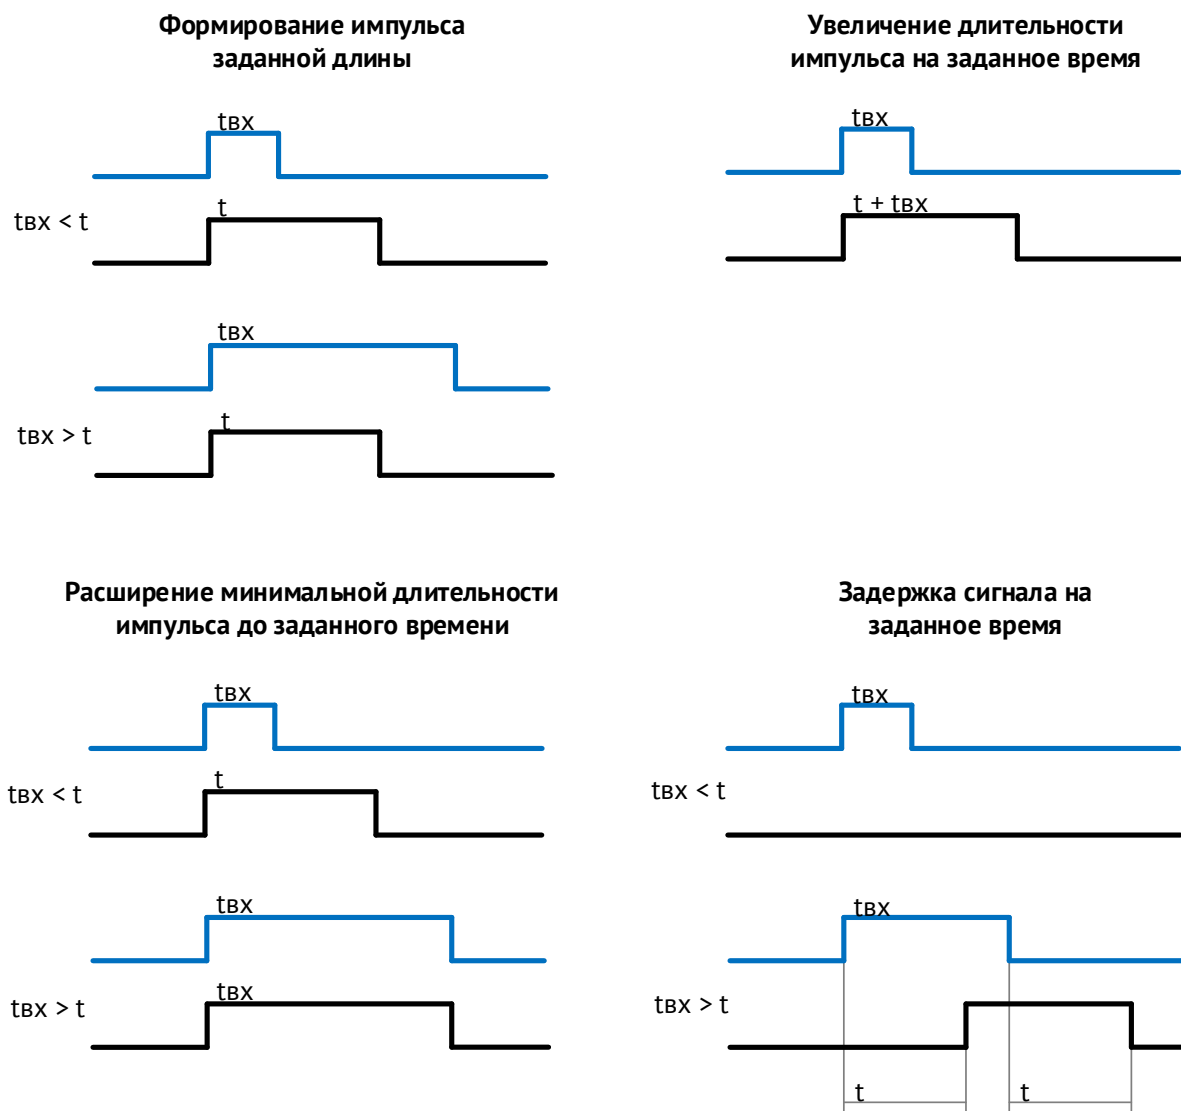 Формирование импульса
заданной длины
tвх
tвх < t
t
tвх
tвх > t
t
Увеличение длительности
импульса на заданное время
tвх
t + tвх
Расширение минимальной длительности
импульса до заданного времени
tвх
tвх < t
t
tвх
tвх > t
tвх
Задержка сигнала на
заданное время
tвх
tвх < t
tвх
tвх > t
t
t